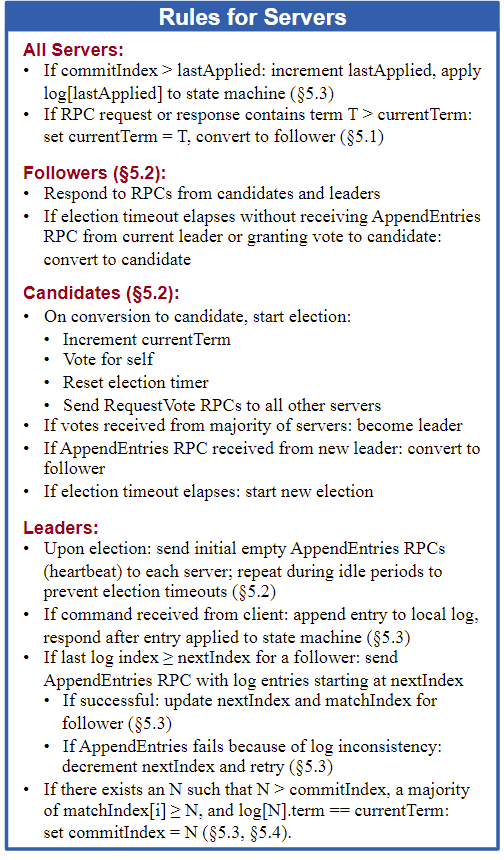 Rules for Servers
All Servers:
• If commitIndex > lastApplied: increment lastApplied, apply
log[lastApplied] to state machine (§5.3)
• If RPC request or response contains term T > currentTerm:
set currentTerm = T, convert to follower (§5.1)
Followers (§5.2):
• Respond to RPCs from candidates and leaders
• If election timeout elapses without receiving AppendEntries
RPC from current leader or granting vote to candidate:
convert to candidate
Candidates (§5.2):
• On conversion to candidate, start election:
• Increment currentTerm
• Vote for self
• Reset election timer
• Send RequestVote RPCs to all other servers
• If votes received from majority of servers: become leader
• If AppendEntries RPC received from new leader: convert to
follower
• If election timeout elapses: start new election
Leaders:
• Upon election: send initial empty AppendEntries RPCs
(heartbeat) to each server; repeat during idle periods to
prevent election timeouts (§5.2)
• If command received from client: append entry to local log,
respond after entry applied to state machine (§5.3)
• If last log index ≥ nextIndex for a follower: send
AppendEntries RPC with log entries starting at nextIndex
• If successful: update nextIndex and matchIndex for
follower (§5.3)
• If AppendEntries fails because of log inconsistency:
decrement nextIndex and retry (§5.3)
• If there exists an N such that N > commitIndex, a majority
of matchIndex[i] ≥ N, and log[N].term == currentTerm:
set commitIndex = N (§5.3, §5.4).